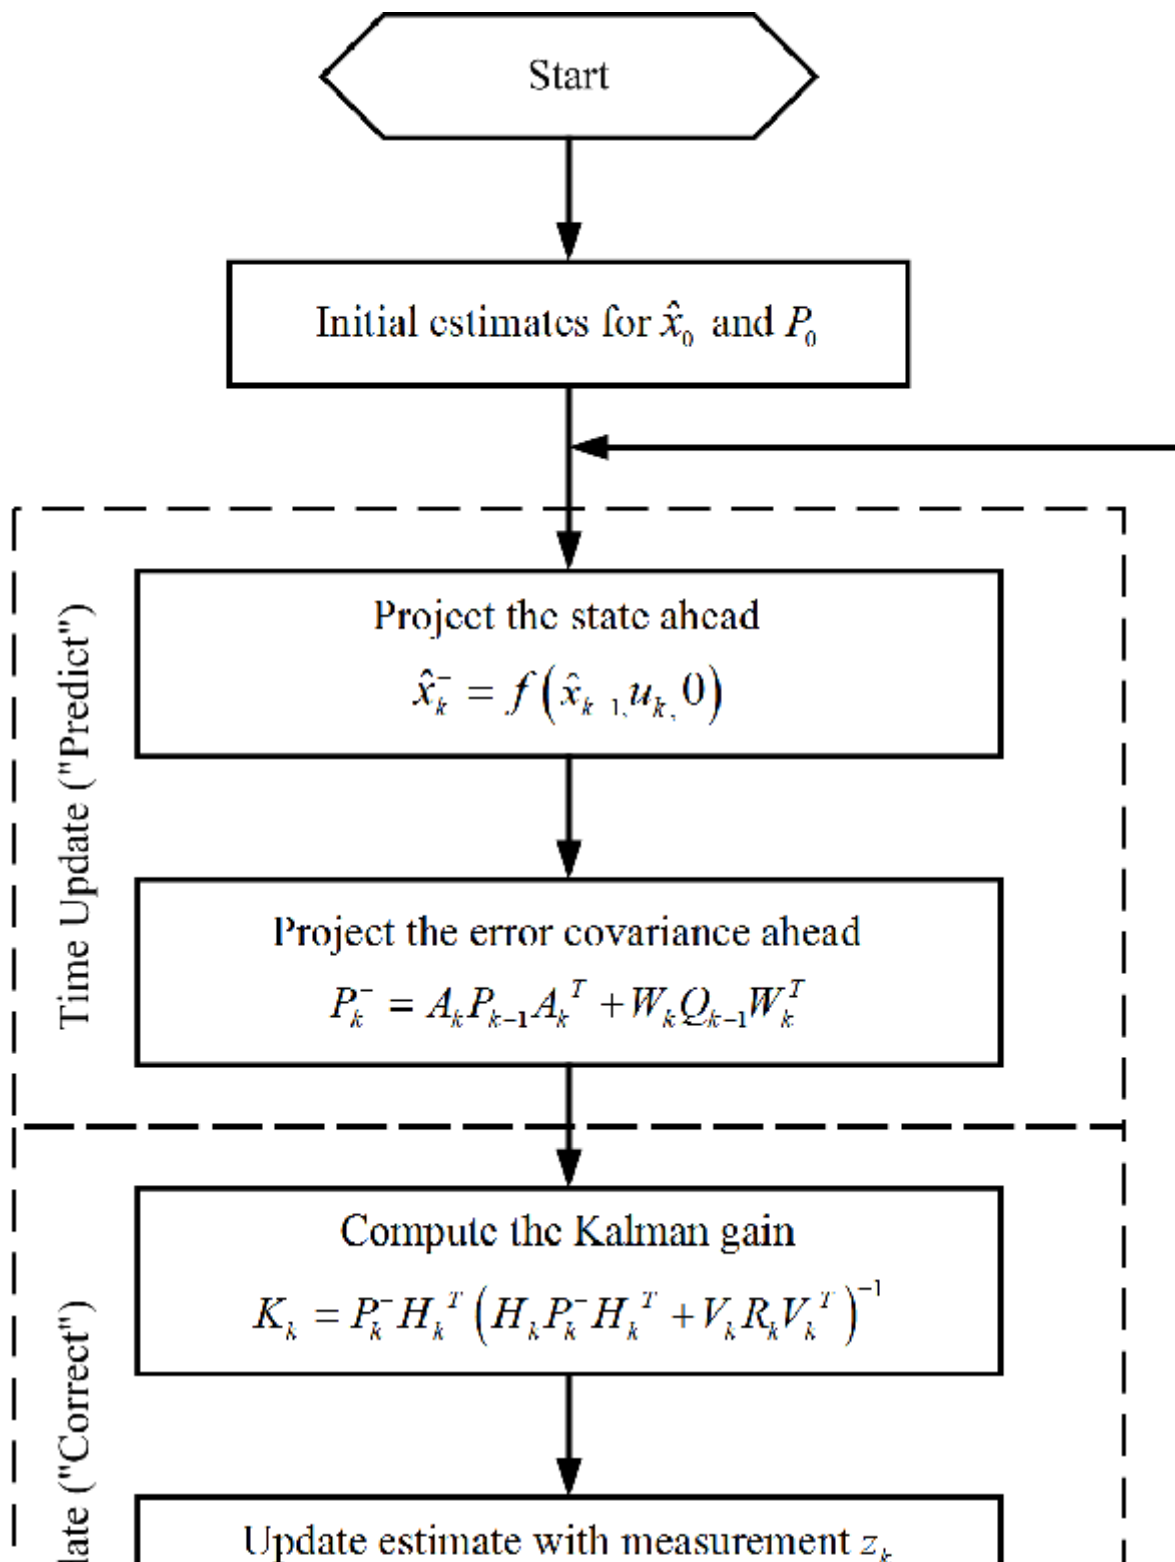 Start
Initial estimates for x̂₀ and P₀
Time Update ("Predict")
Project the state ahead
x̂ₖ⁻ = f(x̂ₖ₋₁, uₖ, 0)
Project the error covariance ahead
Pₖ⁻ = AₖPₖ₋₁Aₖᵀ + WₖQₖ₋₁Wₖᵀ
date ("Correct")
Compute the Kalman gain
Kₖ = Pₖ⁻Hₖᵀ(HₖPₖ⁻Hₖᵀ + VₖRₖVₖᵀ)⁻¹
Update estimate with measurement zₖ